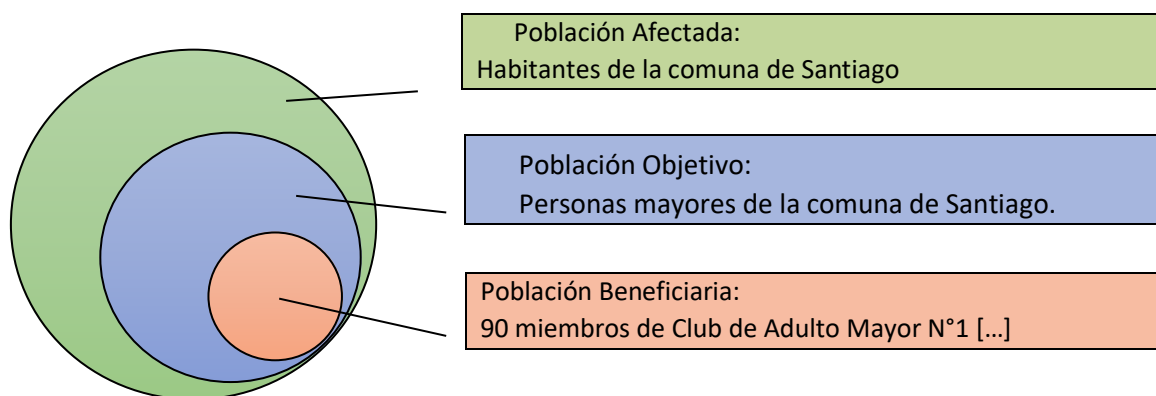 Población Afectada:
Habitantes de la comuna de Santiago
Población Objetivo:
Personas mayores de la comuna de Santiago.
Población Beneficiaria:
90 miembros de Club de Adulto Mayor N°1 […]